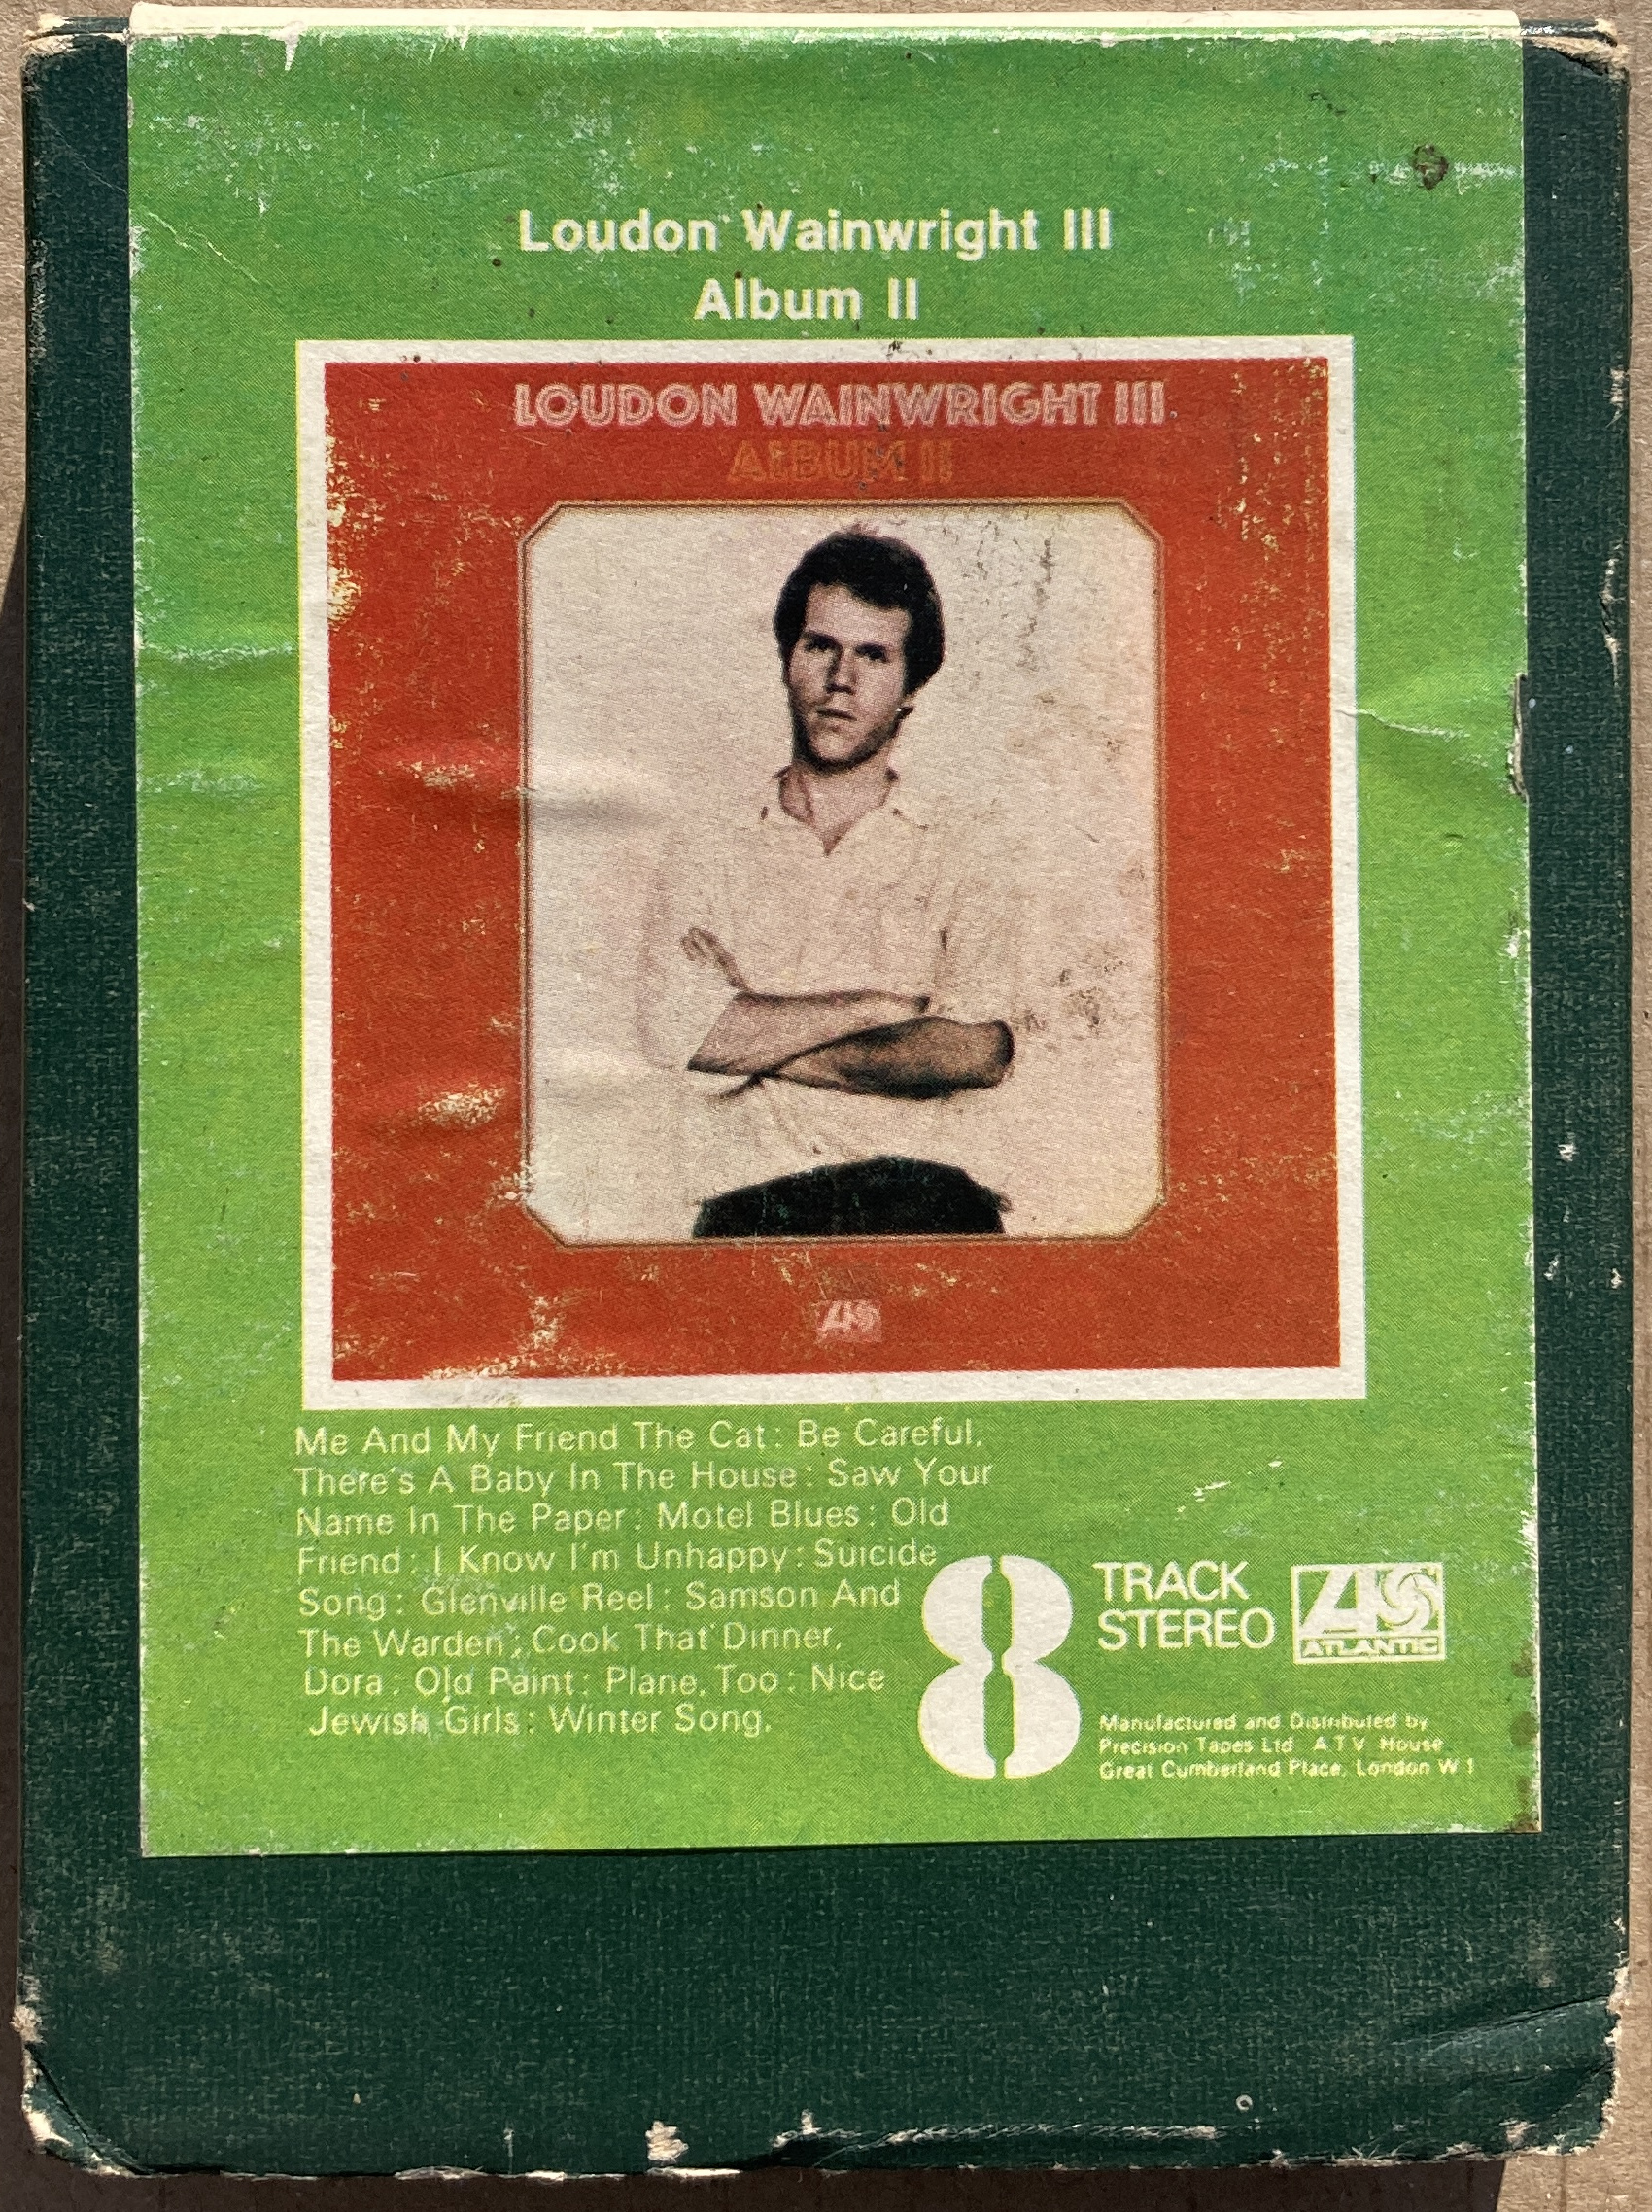 Loudon Wainwright III
Album II
LOUDON WAINWRIGHT III
ALBUM II
Me And My Friend The Cat: Be Careful,
There's A Baby In The House: Saw Your
Name In The Paper: Motel Blues: Old
Friend: I Know I'm Unhappy: Suicide
Song: Glenville Reel: Samson And
The Warden: Cook That Dinner,
Dora: Old Paint: Plane, Too: Nice
Jewish Girls: Winter Song.
8
TRACK
STEREO
ATLANTIC
Manufactured and Distributed by
Precision Tapes Ltd A T V House
Great Cumberland Place, London W 1